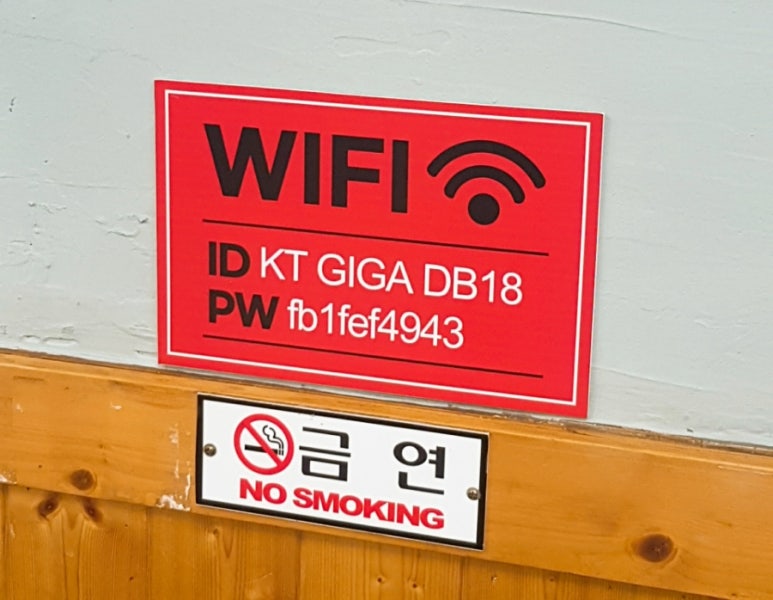 WIFI
ID KT GIGA DB18
PW fb1fef4943
금 연
NO SMOKING